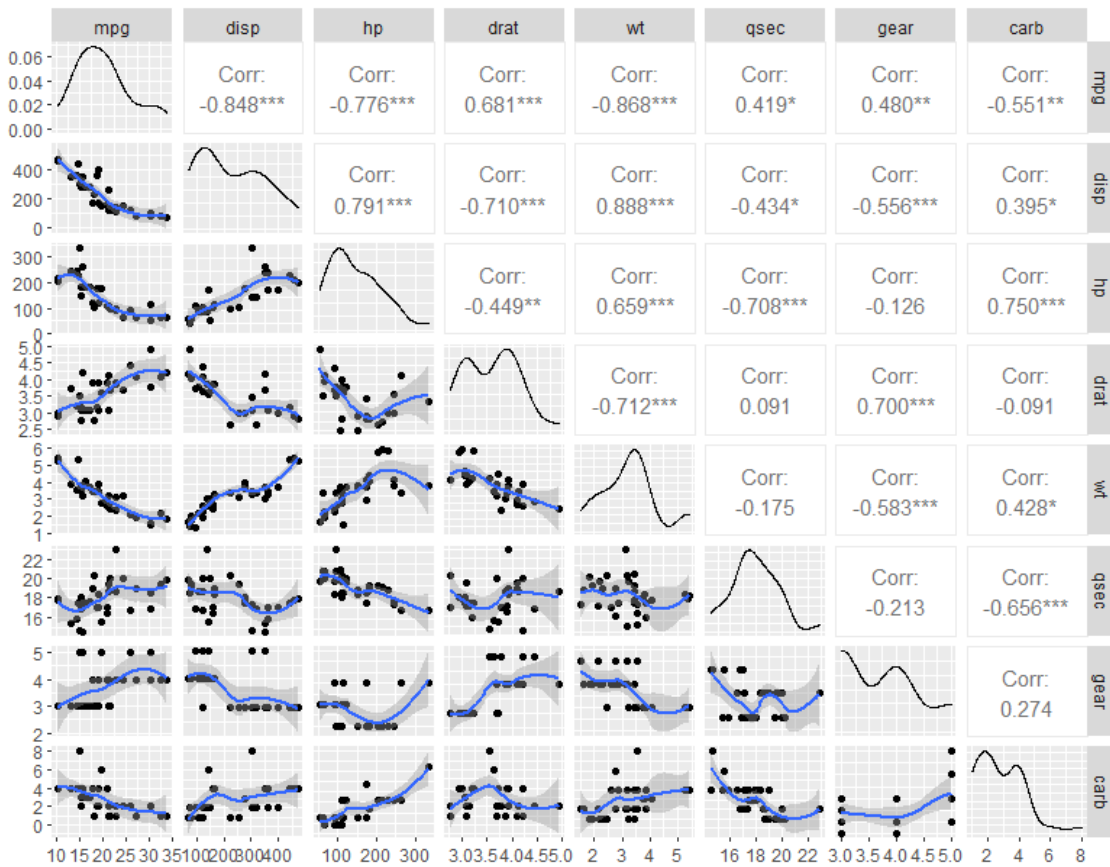 mpg disp hp drat wt qsec gear carb
0.06
0.04
0.02
0.00
Corr: Corr: Corr: Corr: Corr: Corr: Corr:
-0.848*** -0.776*** 0.681*** -0.868*** 0.419* 0.480** -0.551**
mpg
400
200
0
Corr: Corr: Corr: Corr: Corr: Corr:
0.791*** -0.710*** 0.888*** -0.434* -0.556*** 0.395*
disp
300
200
100
0
Corr: Corr: Corr: Corr: Corr:
-0.449** 0.659*** -0.708*** -0.126 0.750***
hp
5.0
4.5
4.0
3.5
3.0
2.5
Corr: Corr: Corr: Corr:
-0.712*** 0.091 0.700*** -0.091
drat
6
5
4
3
2
1
Corr: Corr: Corr:
-0.175 -0.583*** 0.428*
wt
22
20
18
16
Corr: Corr:
-0.213 -0.656***
qsec
5
4
3
2
Corr:
0.274
gear
8
6
4
2
0
carb
10 15 20 25 30 35 100 200 300 400 100 200 300 3.0 3.5 4.0 4.5 5.0 2 3 4 5 16 18 20 22 3.0 3.5 4.0 4.5 5.0 2 4 6 8